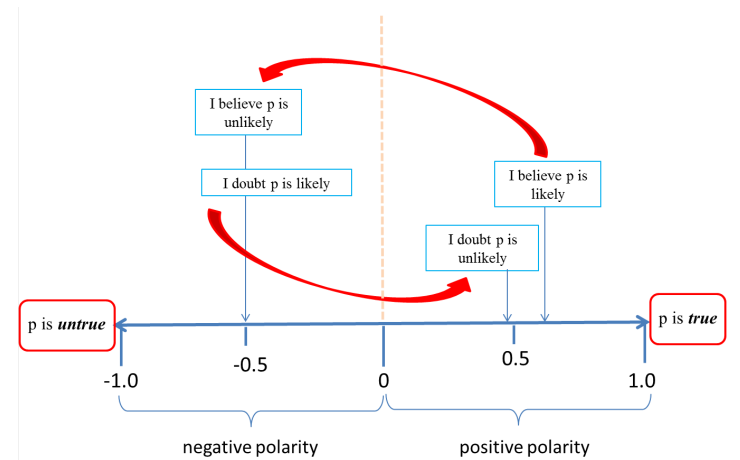 I believe p is
unlikely
I doubt p is likely
I believe p is
likely
I doubt p is
unlikely
p is untrue
p is true
-1.0
-0.5
0
0.5
1.0
negative polarity
positive polarity